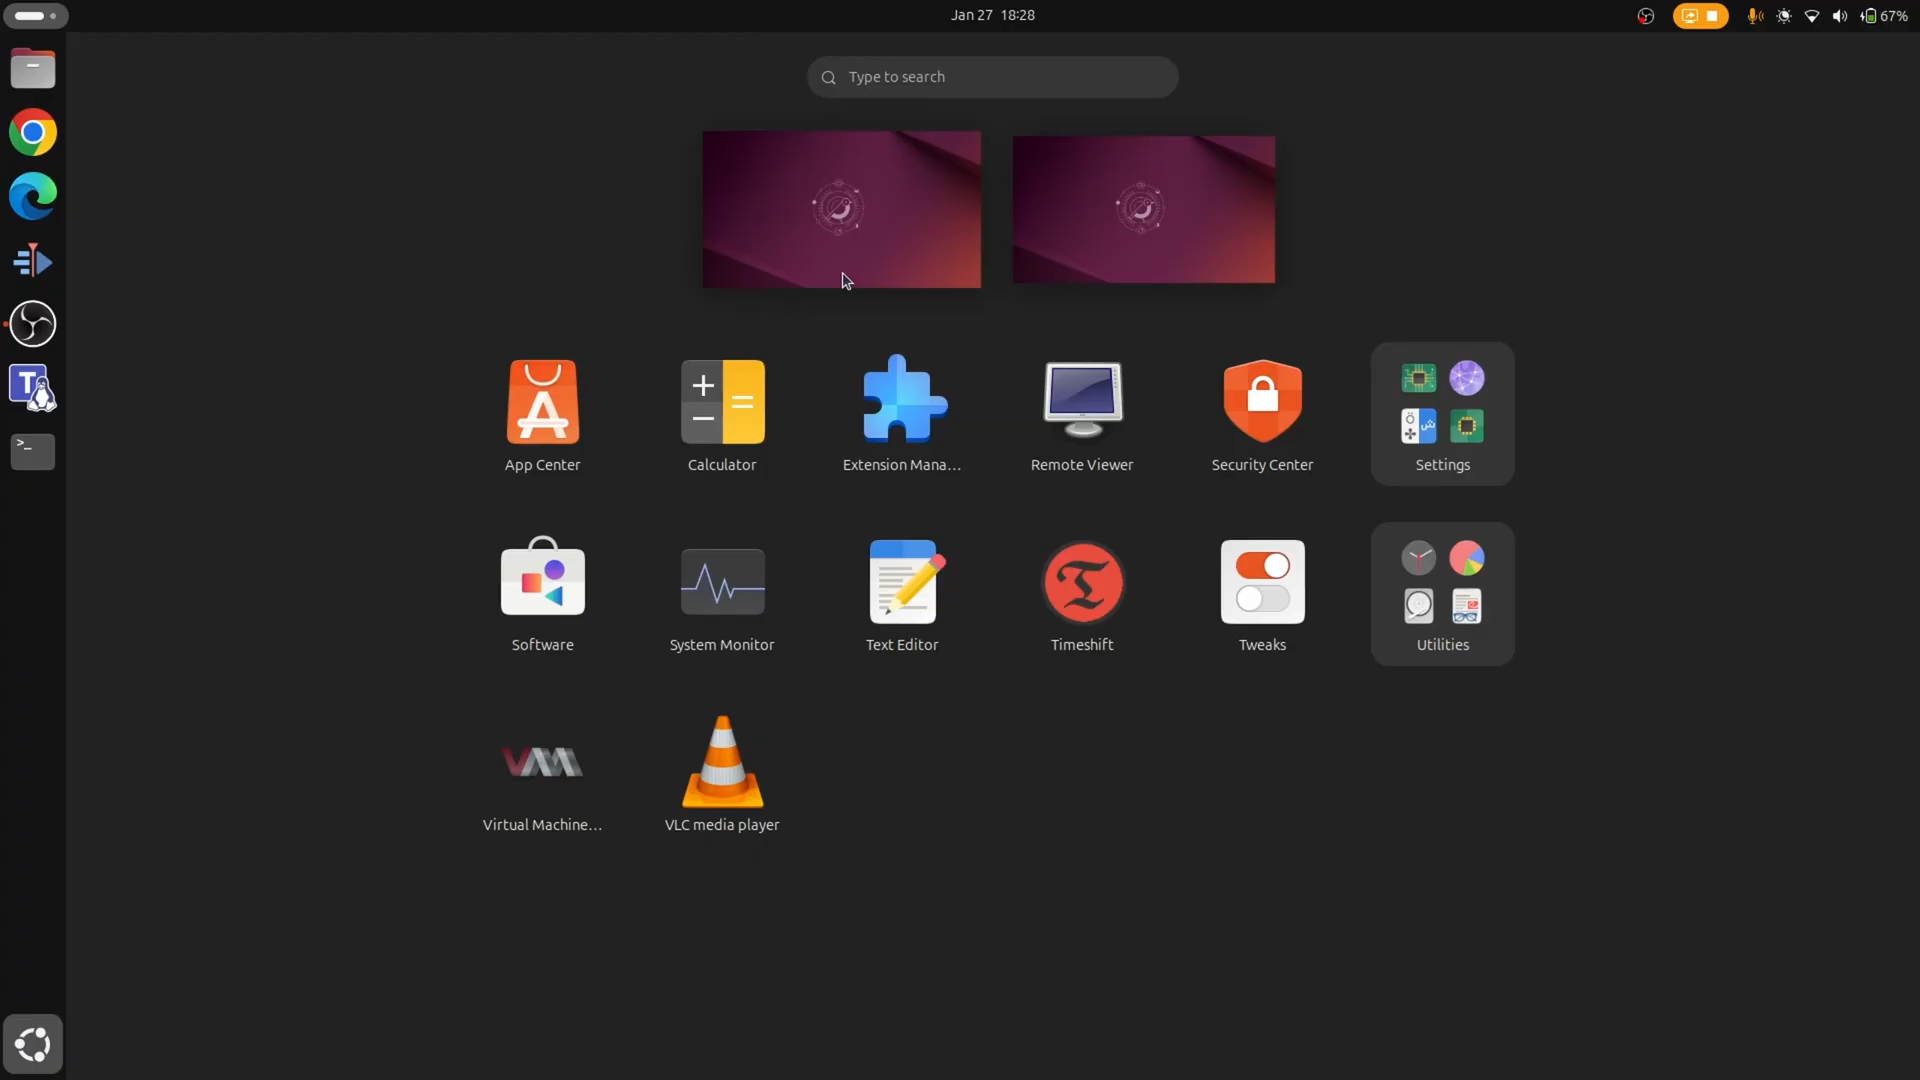 Jan 27 18:28
67%
Type to search
App Center
Calculator
Extension Mana...
Remote Viewer
Security Center
Settings
Software
System Monitor
Text Editor
Timeshift
Tweaks
Utilities
Virtual Machine...
VLC media player